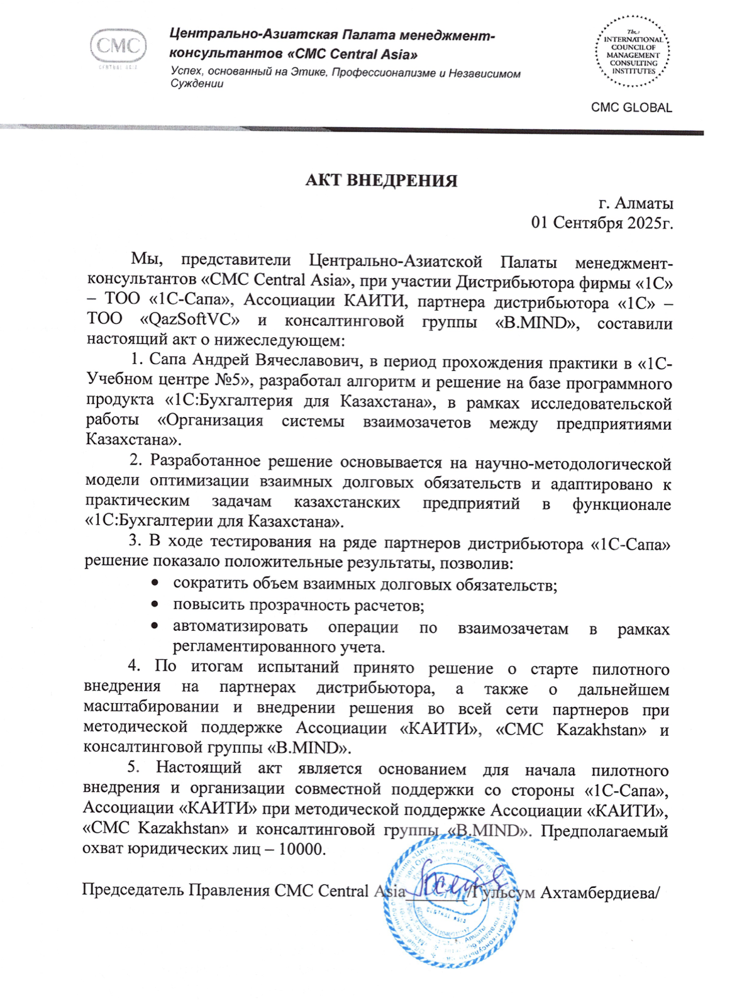 CMC
CENTRAL ASIA
Центрально-Азиатская Палата менеджмент-
консультантов «CMC Central Asia»
Успех, основанный на Этике, Профессионализме и Независимом
Суждении
The
INTERNATIONAL
COUNCIL OF
MANAGEMENT
CONSULTING
INSTITUTES
CMC GLOBAL
АКТ ВНЕДРЕНИЯ
г. Алматы
01 Сентября 2025г.
Мы, представители Центрально-Азиатской Палаты менеджмент-
консультантов «CMC Central Asia», при участии Дистрибьютора фирмы «1С»
– ТОО «1С-Сапа», Ассоциации КАИТИ, партнера дистрибьютора «1С» –
ТОО «QazSoftVC» и консалтинговой группы «B.MIND», составили
настоящий акт о нижеследующем:
1. Сапа Андрей Вячеславович, в период прохождения практики в «1С-
Учебном центре №5», разработал алгоритм и решение на базе программного
продукта «1С:Бухгалтерия для Казахстана», в рамках исследовательской
работы «Организация системы взаимозачетов между предприятиями
Казахстана».
2. Разработанное решение основывается на научно-методологической
модели оптимизации взаимных долговых обязательств и адаптировано к
практическим задачам казахстанских предприятий в функционале
«1С:Бухгалтерии для Казахстана».
3. В ходе тестирования на ряде партнеров дистрибьютора «1С-Сапа»
решение показало положительные результаты, позволив:
• сократить объем взаимных долговых обязательств;
• повысить прозрачность расчетов;
• автоматизировать операции по взаимозачетам в рамках
регламентированного учета.
4. По итогам испытаний принято решение о старте пилотного
внедрения на партнерах дистрибьютора, а также о дальнейшем
масштабировании и внедрении решения во всей сети партнеров при
методической поддержке Ассоциации «КАИТИ», «CMC Kazakhstan» и
консалтинговой группы «B.MIND».
5. Настоящий акт является основанием для начала пилотного
внедрения и организации совместной поддержки со стороны «1С-Сапа»,
Ассоциации «КАИТИ» при методической поддержке Ассоциации «КАИТИ»,
«CMC Kazakhstan» и консалтинговой группы «B.MIND». Предполагаемый
охват юридических лиц – 10000.
Председатель Правления CMC Central Asia_______/Гульсум Ахтамбердиева/
CMC
CENTRAL ASIA